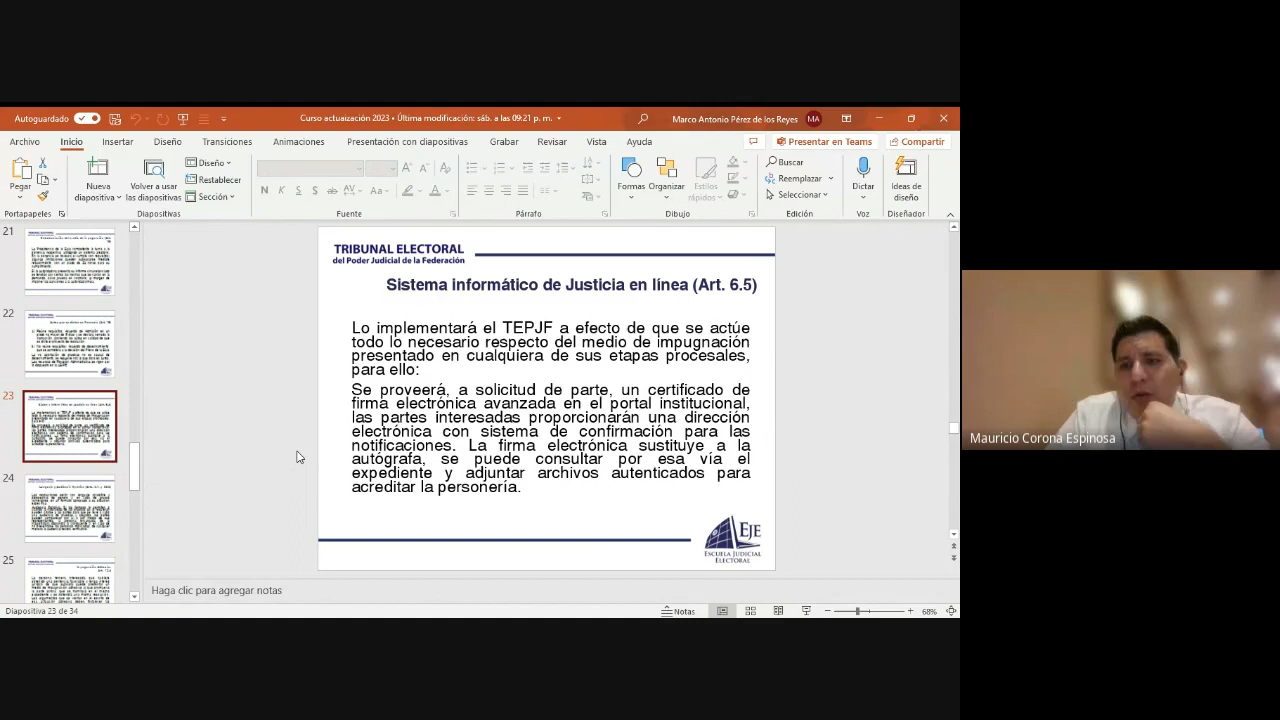 Autoguardado
Curso actuaización 2023 • Última modificación: sáb. a las 09:21 p. m.
Marco Antonio Pérez de los Reyes MA
Archivo Inicio Insertar Diseño Transiciones Animaciones Presentación con diapositivas Grabar Revisar Vista Ayuda
Presentar en Teams Compartir
Pegar
Nueva diapositiva
Volver a usar las diapositivas
Diseño
Restablecer
Sección
Formas
Organizar
Estilos rápidos
Buscar
Reemplazar
Seleccionar
Dictar
Ideas de diseño
Portapapeles Diapositivas Fuente Párrafo Dibujo Edición Voz Diseñador
21
22
23
24
25
TRIBUNAL ELECTORAL
del Poder Judicial de la Federación
Sistema informático de Justicia en línea (Art. 6.5)
Lo implementará el TEPJF a efecto de que se actúe
todo lo necesario respecto del medio de impugnación
presentado en cualquiera de sus etapas procesales,
para ello:
Se proveerá, a solicitud de parte, un certificado de
firma electrónica avanzada en el portal institucional,
las partes interesadas proporcionarán una dirección
electrónica con sistema de confirmación para las
notificaciones. La firma electrónica sustituye a la
autógrafa, se puede consultar por esa vía el
expediente y adjuntar archivos autenticados para
acreditar la personería.
EJE
ESCUELA JUDICIAL
ELECTORAL
Haga clic para agregar notas
Diapositiva 23 de 34
Notas
68%
Mauricio Corona Espinosa